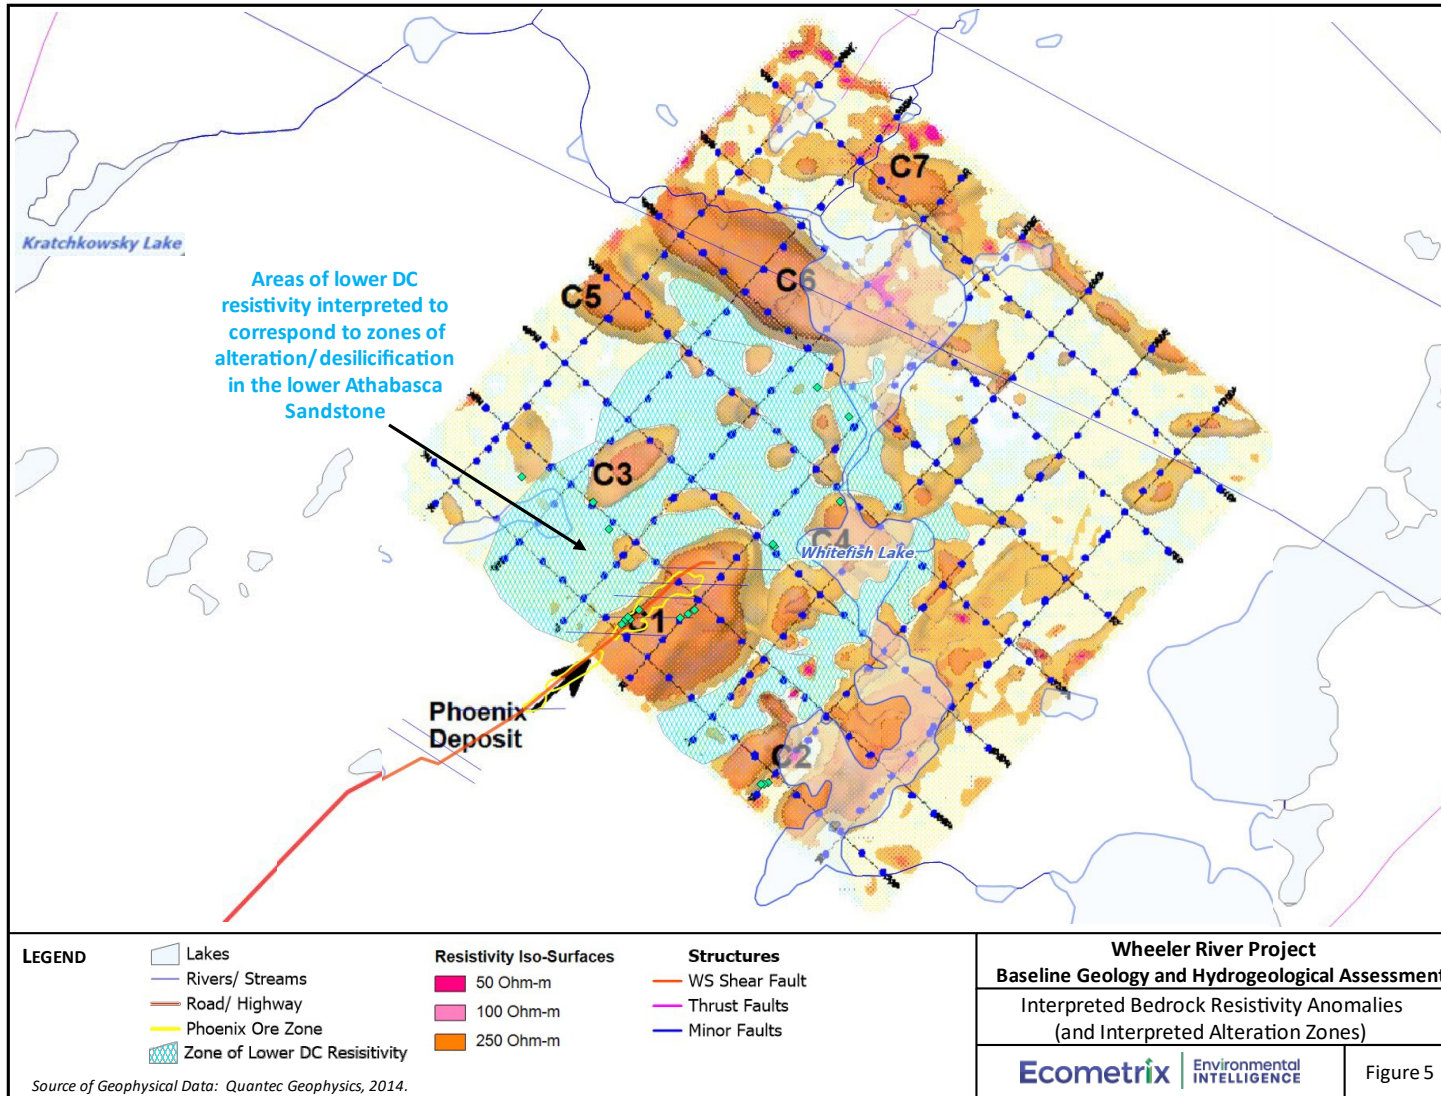 C7
Kratchkowsky Lake
Areas of lower DC
resistivity interpreted to
correspond to zones of
alteration/desilicification
in the lower Athabasca
Sandstone
C6
C5
C3
C4
Whitefish Lake
C1
Phoenix
Deposit
C2
LEGEND
Lakes
Rivers/ Streams
Road/ Highway
Phoenix Ore Zone
Zone of Lower DC Resisitivity
Resistivity Iso-Surfaces
50 Ohm-m
100 Ohm-m
250 Ohm-m
Structures
WS Shear Fault
Thrust Faults
Minor Faults
Source of Geophysical Data: Quantec Geophysics, 2014.
Wheeler River Project
Baseline Geology and Hydrogeological Assessment
Interpreted Bedrock Resistivity Anomalies
(and Interpreted Alteration Zones)
Ecometrix
Environmental
INTELLIGENCE
Figure 5